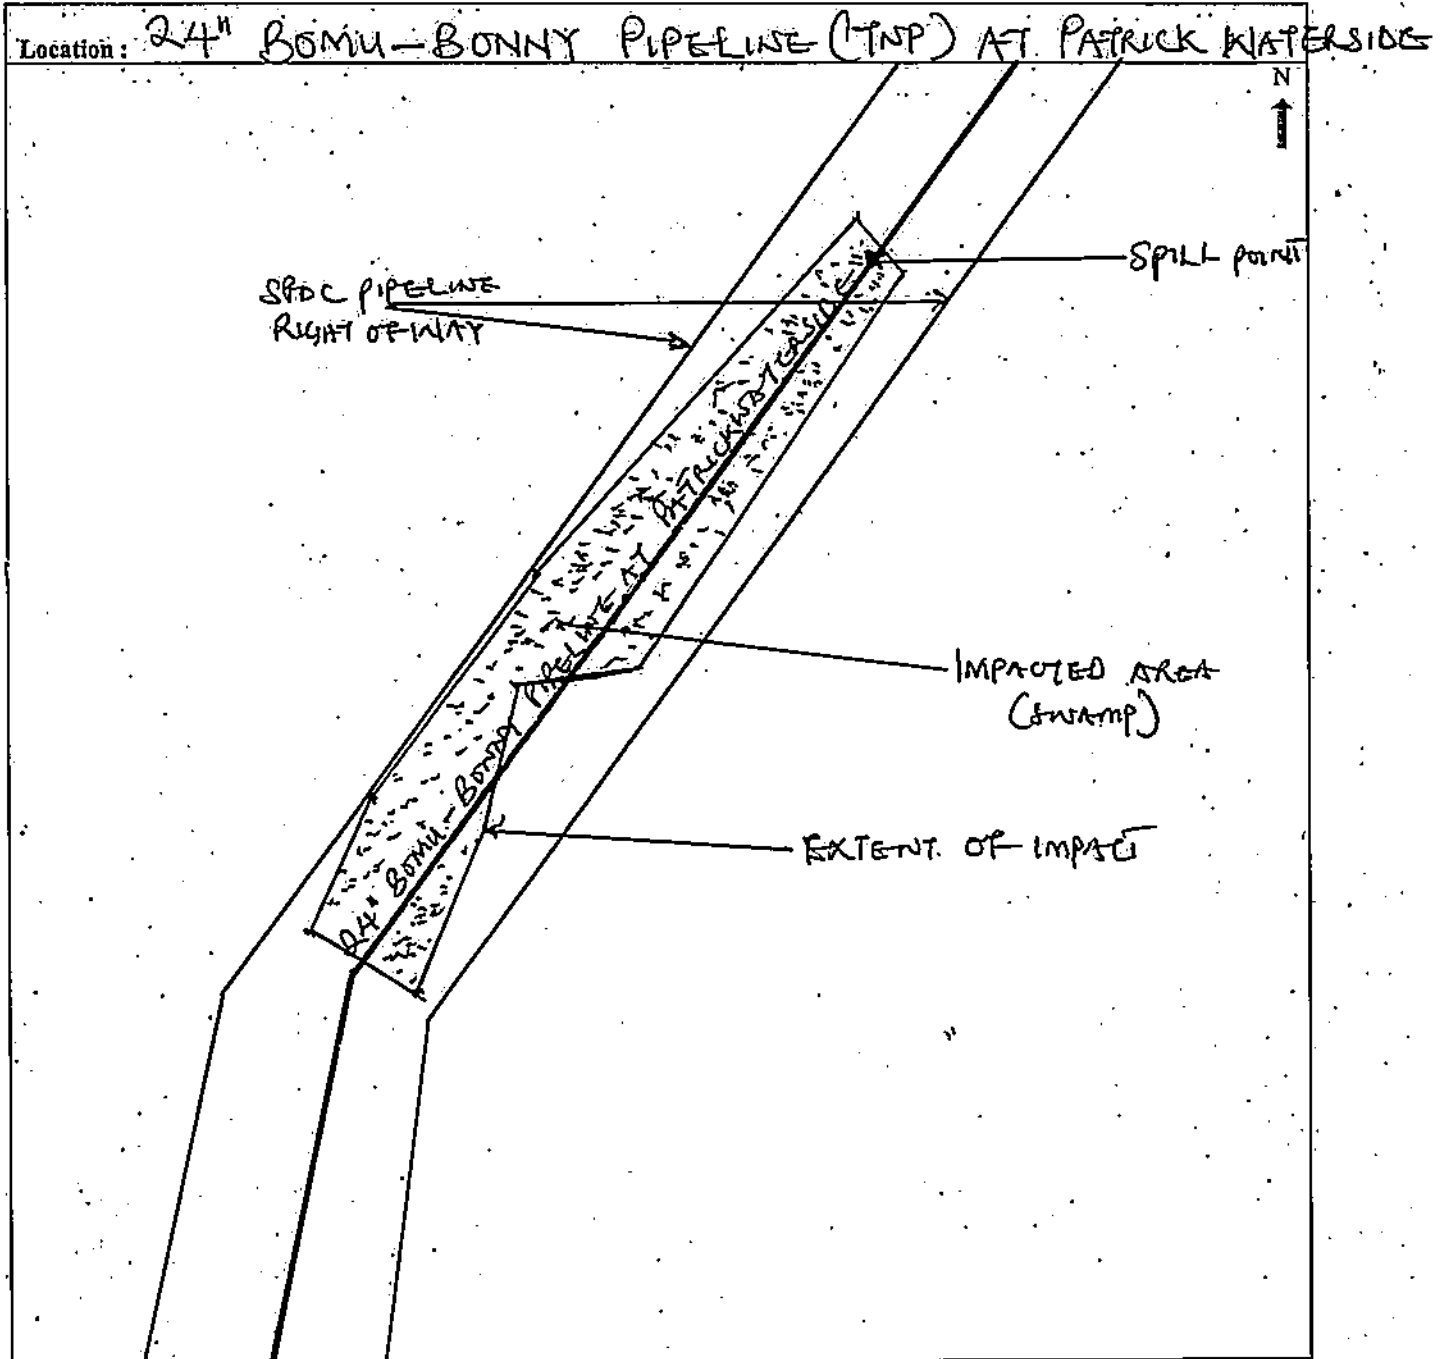 Location: 24" BOMU-BONNY PIPELINE (TNP) AT PATRICK WATERSIDE
N
SPILL POINT
SPDC PIPELINE
RIGHT OF WAY
24" BOMU-BONNY PIPELINE AT PATRICK WATERSIDE
IMPACTED AREA
(SWAMP)
EXTENT OF IMPACT